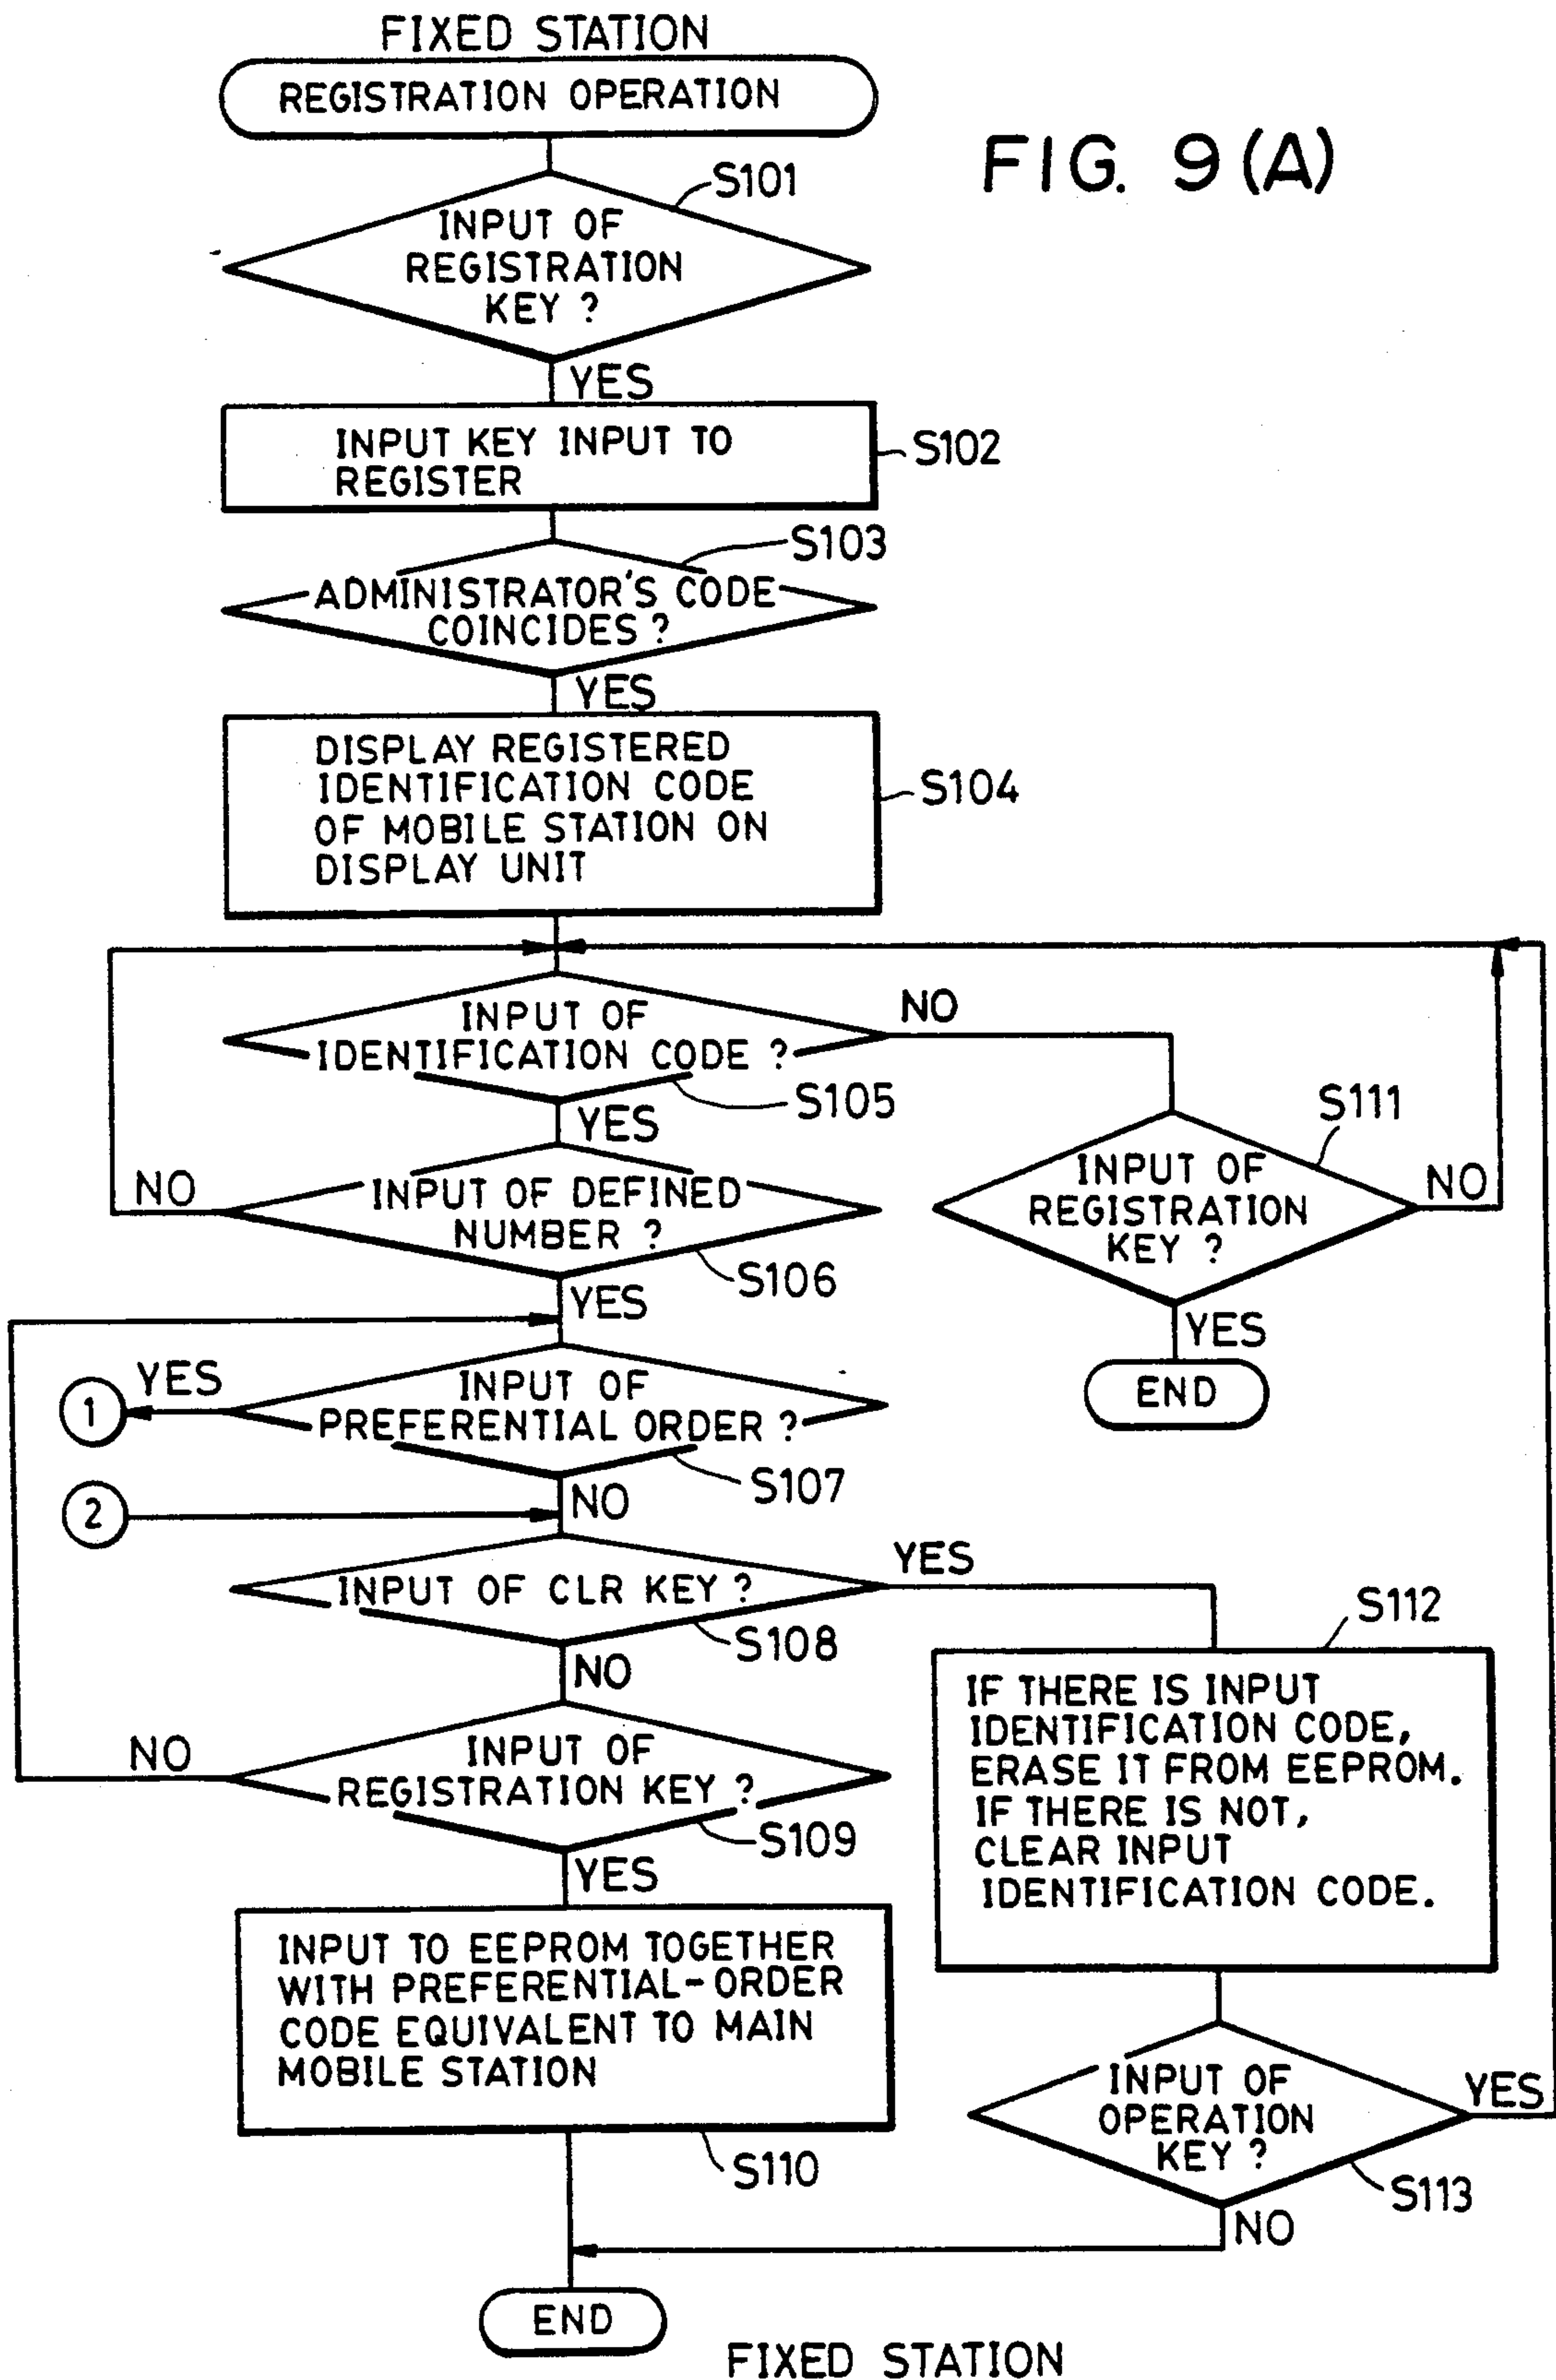 FIXED STATION
REGISTRATION OPERATION
FIG. 9 (A)
S101
INPUT OF
REGISTRATION
KEY ?
YES
INPUT KEY INPUT TO
REGISTER
S102
S103
ADMINISTRATOR'S CODE
COINCIDES ?
YES
DISPLAY REGISTERED
IDENTIFICATION CODE
OF MOBILE STATION ON
DISPLAY UNIT
S104
INPUT OF
IDENTIFICATION CODE ?
NO
S105
YES
S111
INPUT OF
REGISTRATION
KEY ?
NO
YES
END
NO
INPUT OF DEFINED
NUMBER ?
S106
YES
YES
1
INPUT OF
PREFERENTIAL ORDER ?
S107
NO
2
INPUT OF CLR KEY ?
YES
S108
NO
S112
IF THERE IS INPUT
IDENTIFICATION CODE,
ERASE IT FROM EEPROM.
IF THERE IS NOT,
CLEAR INPUT
IDENTIFICATION CODE.
NO
INPUT OF
REGISTRATION KEY ?
S109
YES
INPUT TO EEPROM TOGETHER
WITH PREFERENTIAL-ORDER
CODE EQUIVALENT TO MAIN
MOBILE STATION
S110
INPUT OF
OPERATION
KEY ?
YES
S113
NO
END
FIXED STATION